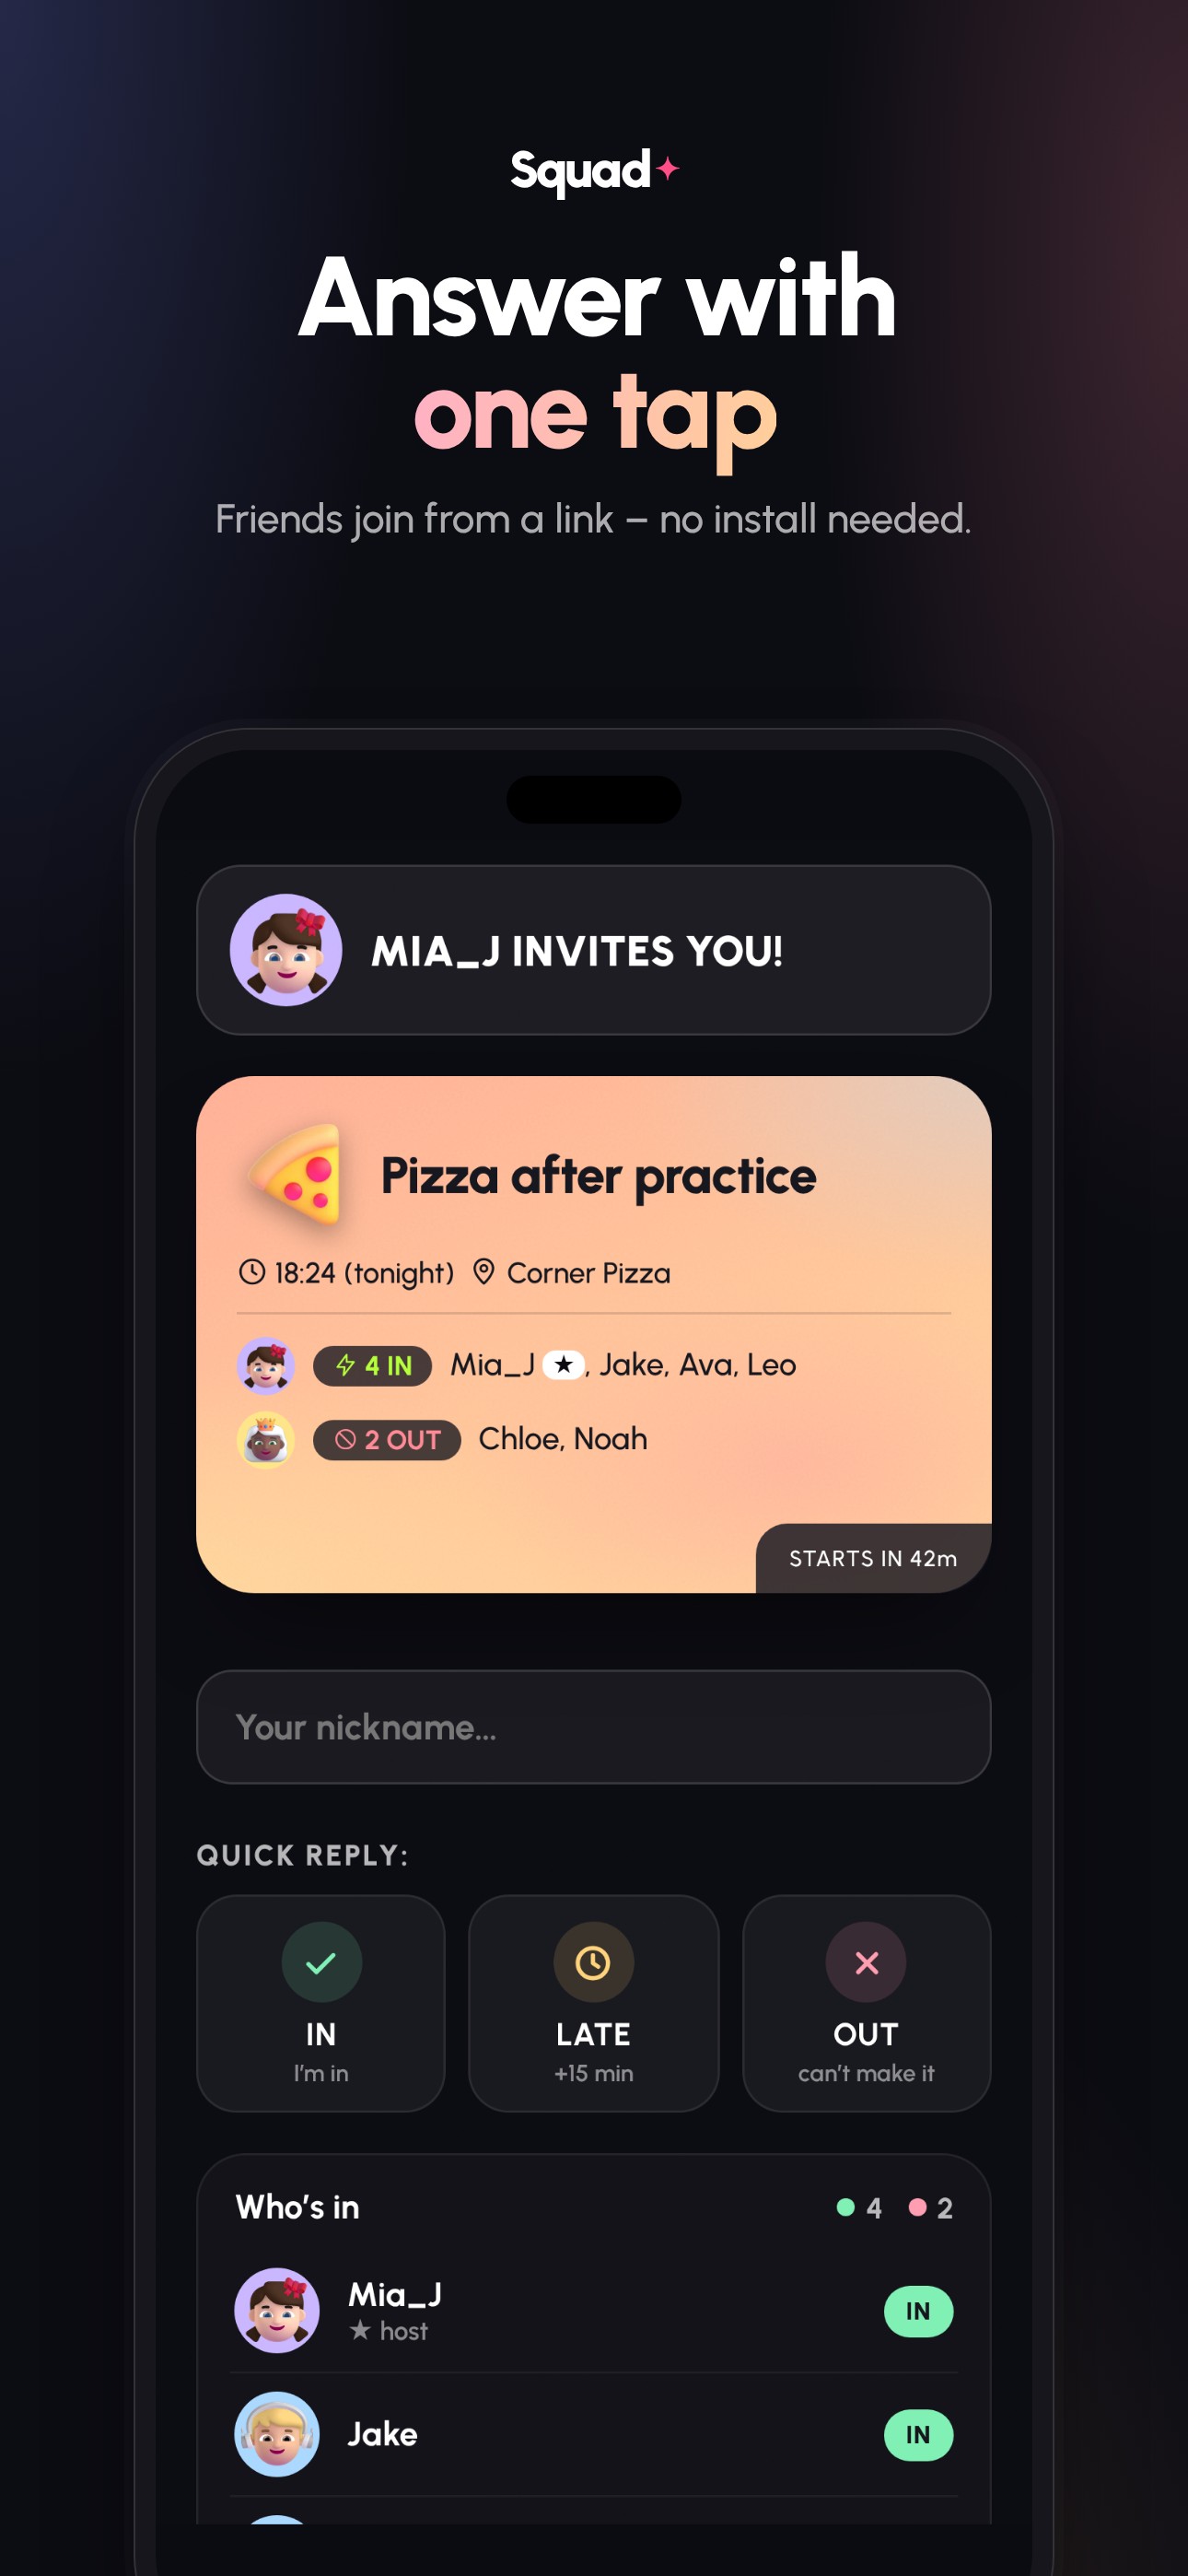 Squad
Answer with
one tap
Friends join from a link – no install needed.
MIA_J INVITES YOU!
Pizza after practice
18:24 (tonight) Corner Pizza
4 IN Mia_J ★, Jake, Ava, Leo
2 OUT Chloe, Noah
STARTS IN 42m
Your nickname...
QUICK REPLY:
IN LATE OUT
I'm in +15 min can't make it
Who's in 4 2
Mia_J
★ host
IN
Jake IN